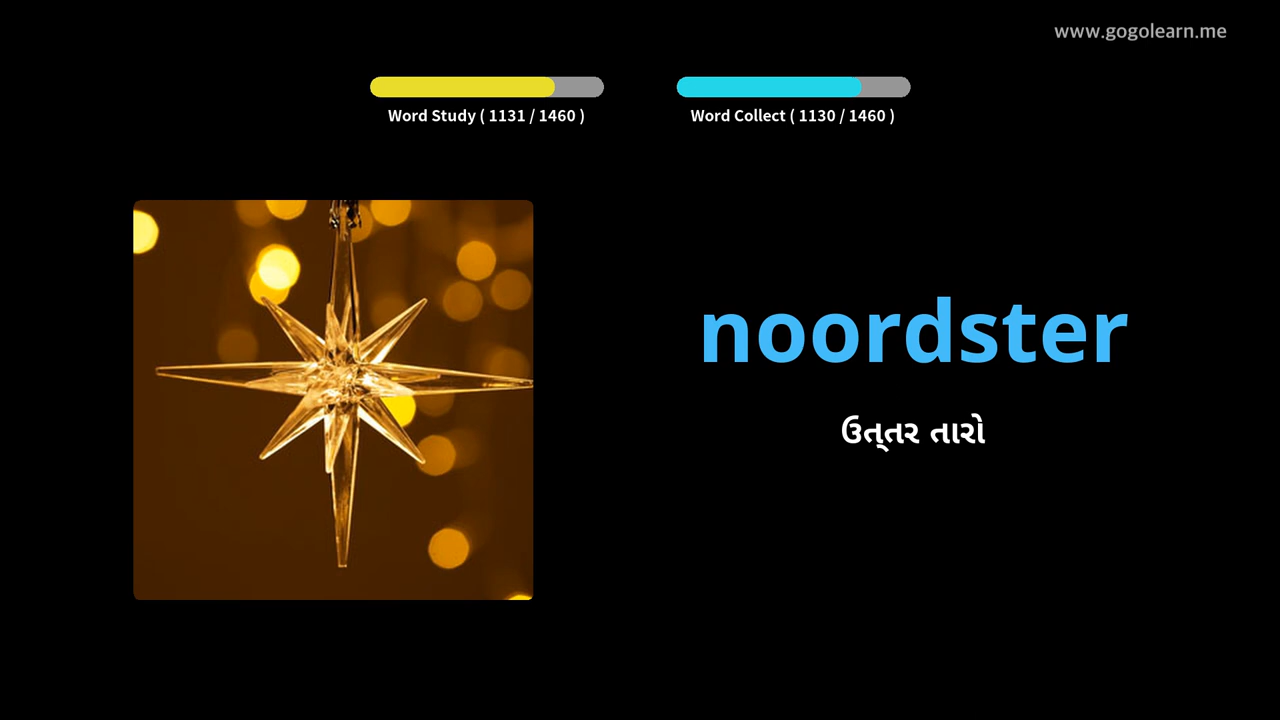 www.gogolearn.me
Word Study ( 1131 / 1460 )
Word Collect ( 1130 / 1460 )
noordster
ઉત્તર તારો